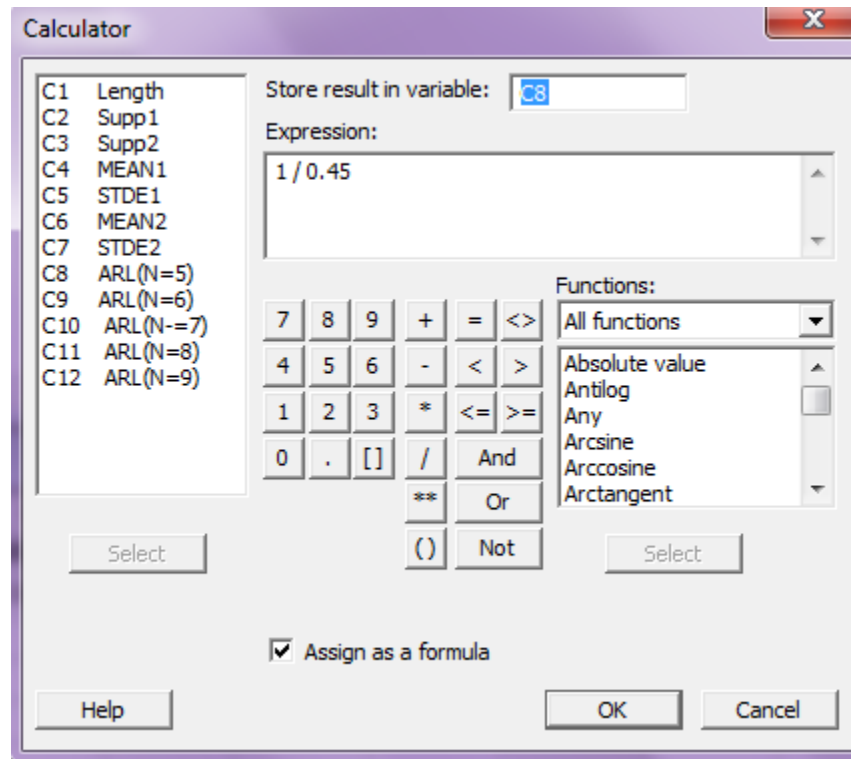 Calculator
X
C1 Length
C2 Supp1
C3 Supp2
C4 MEAN1
C5 STDE1
C6 MEAN2
C7 STDE2
C8 ARL(N=5)
C9 ARL(N=6)
C10 ARL(N-=7)
C11 ARL(N=8)
C12 ARL(N=9)
Select
Store result in variable: C8
Expression:
1 / 0.45
7 8 9 + = <>
4 5 6 - < >
1 2 3 * <= >=
0 . [] / And
** Or
() Not
Functions:
All functions
Absolute value
Antilog
Any
Arcsine
Arccosine
Arctangent
Select
Assign as a formula
Help
OK
Cancel